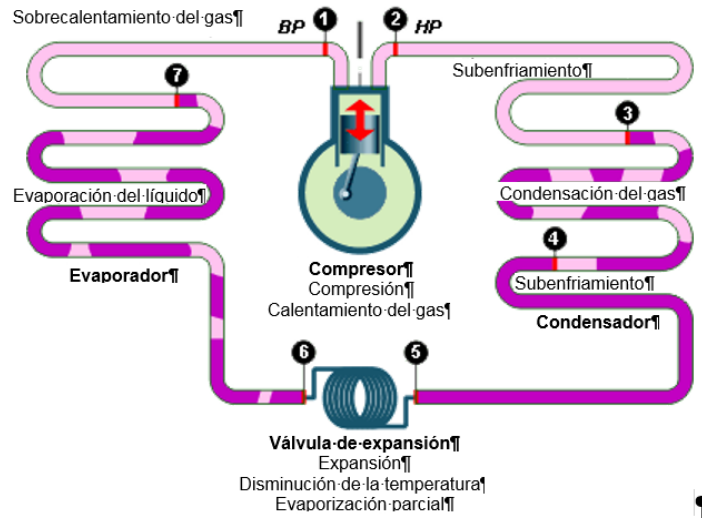 Sobrecalentamiento·del·gas¶
BP
1
2
HP
Subenfriamiento¶
7
3
Evaporación·del·líquido¶
Condensación·del·gas¶
4
Evaporador¶
Compresor¶
Compresión¶
Calentamiento·del·gas¶
Subenfriamiento¶
Condensador¶
6
5
Válvula·de·expansión¶
Expansión¶
Disminución·de·la·temperatura¶
Evaporización·parcial¶
¶